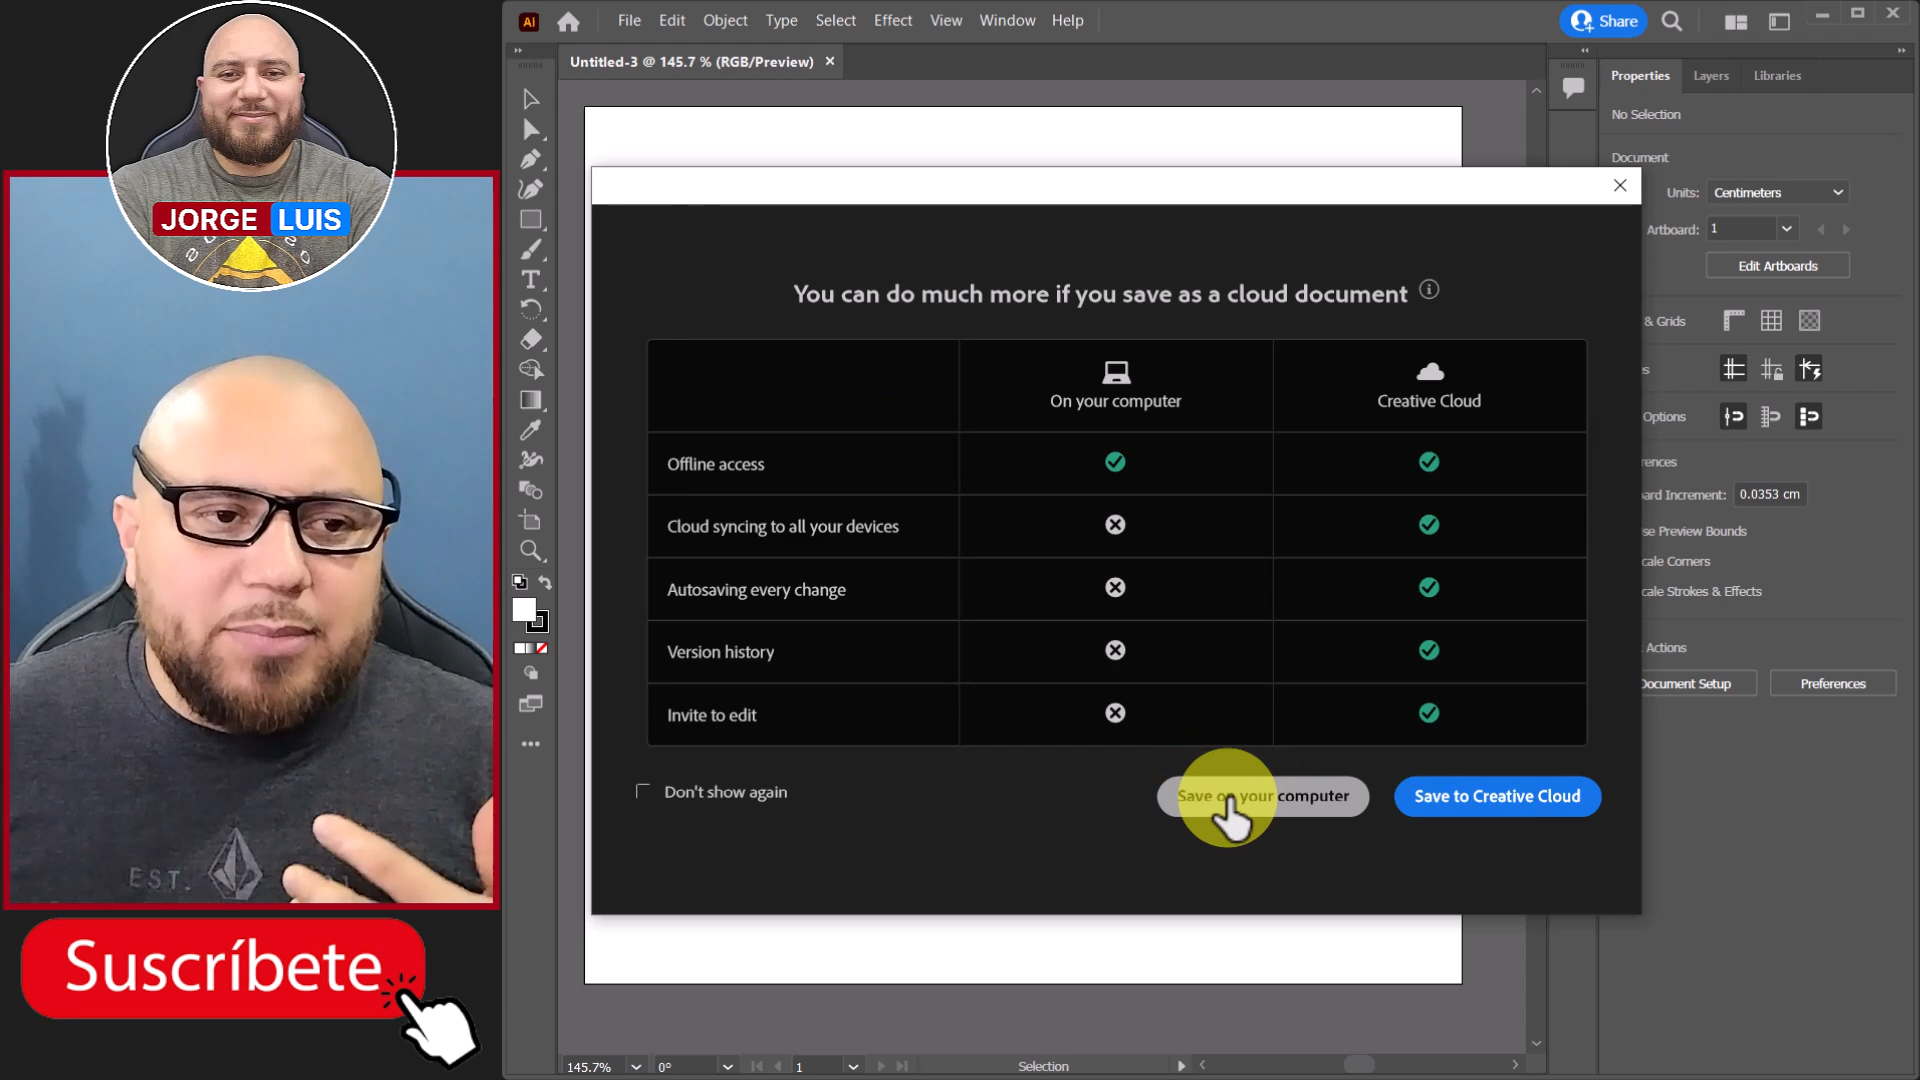 JORGE LUIS
EST.
Suscríbete
Ai
File Edit Object Type Select Effect View Window Help
Share
Untitled-3 @ 145.7 % (RGB/Preview) ×
Properties Layers Libraries
No Selection
Document
Units: Centimeters
Artboard: 1
Edit Artboards
& Grids
es
Options
rences
ard Increment: 0.0353 cm
se Preview Bounds
cale Corners
cale Strokes & Effects
Actions
Document Setup Preferences
You can do much more if you save as a cloud document
On your computer Creative Cloud
Offline access
Cloud syncing to all your devices
Autosaving every change
Version history
Invite to edit
Don't show again
Save on your computer
Save to Creative Cloud
145.7% 0° 1 Selection